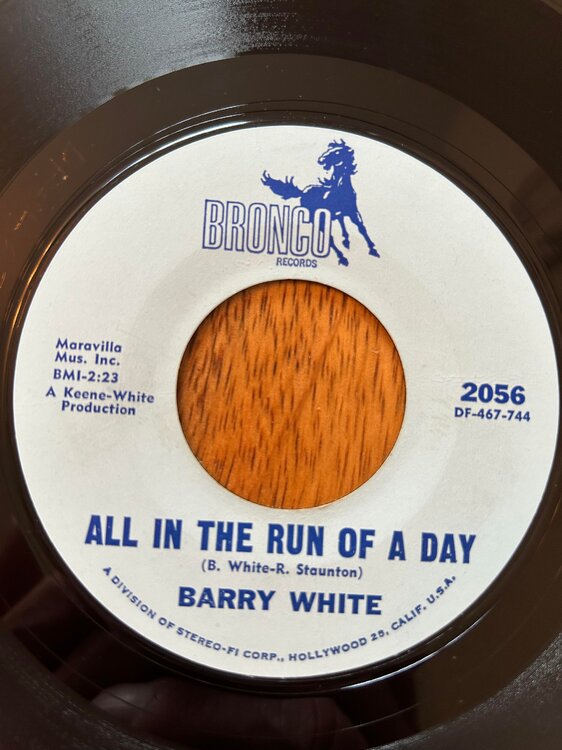 BRONCO
RECORDS
Maravilla
Mus. Inc.
BMI-2:23
A Keene-White
Production
2056
DF-467-744
ALL IN THE RUN OF A DAY
(B. White-R. Staunton)
BARRY WHITE
A DIVISION OF STEREO-FI CORP., HOLLYWOOD 28, CALIF. U.S.A.